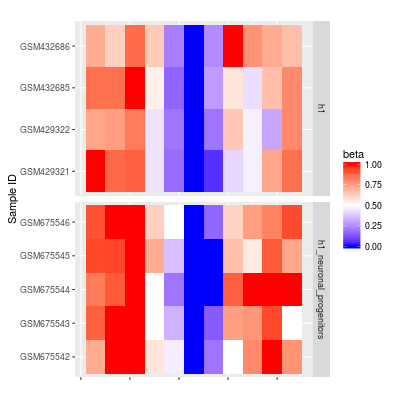 GSM432686
GSM432685
GSM429322
GSM429321
h1
GSM675546
GSM675545
GSM675544
GSM675543
GSM675542
h1_neuronal_progenitors
Sample ID
beta
1.00
0.75
0.50
0.25
0.00